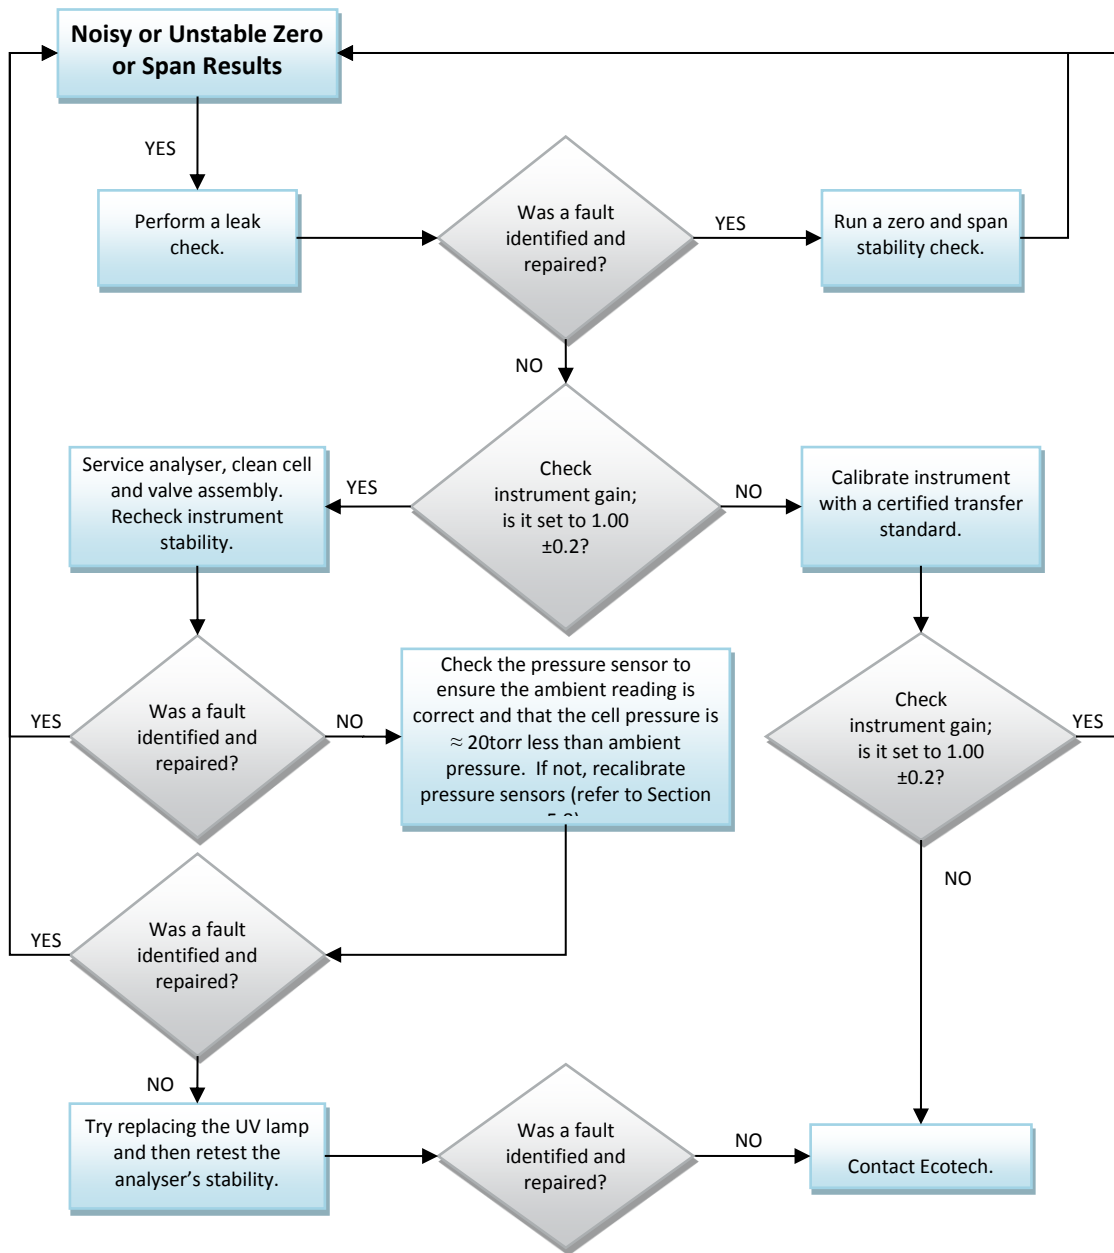 Noisy or Unstable Zero
or Span Results
YES
Perform a leak
check.
Was a fault
identified and
repaired?
YES
Run a zero and span
stability check.
NO
Service analyser, clean cell
and valve assembly.
Recheck instrument
stability.
YES
Check
instrument gain;
is it set to 1.00
±0.2?
NO
Calibrate instrument
with a certified transfer
standard.
YES
Was a fault
identified and
repaired?
NO
Check the pressure sensor to
ensure the ambient reading is
correct and that the cell pressure is
≈ 20torr less than ambient
pressure.  If not, recalibrate
pressure sensors (refer to Section
Check
instrument gain;
is it set to 1.00
±0.2?
YES
NO
YES
Was a fault
identified and
repaired?
NO
Try replacing the UV lamp
and then retest the
analyser’s stability.
Was a fault
identified and
repaired?
NO
Contact Ecotech.